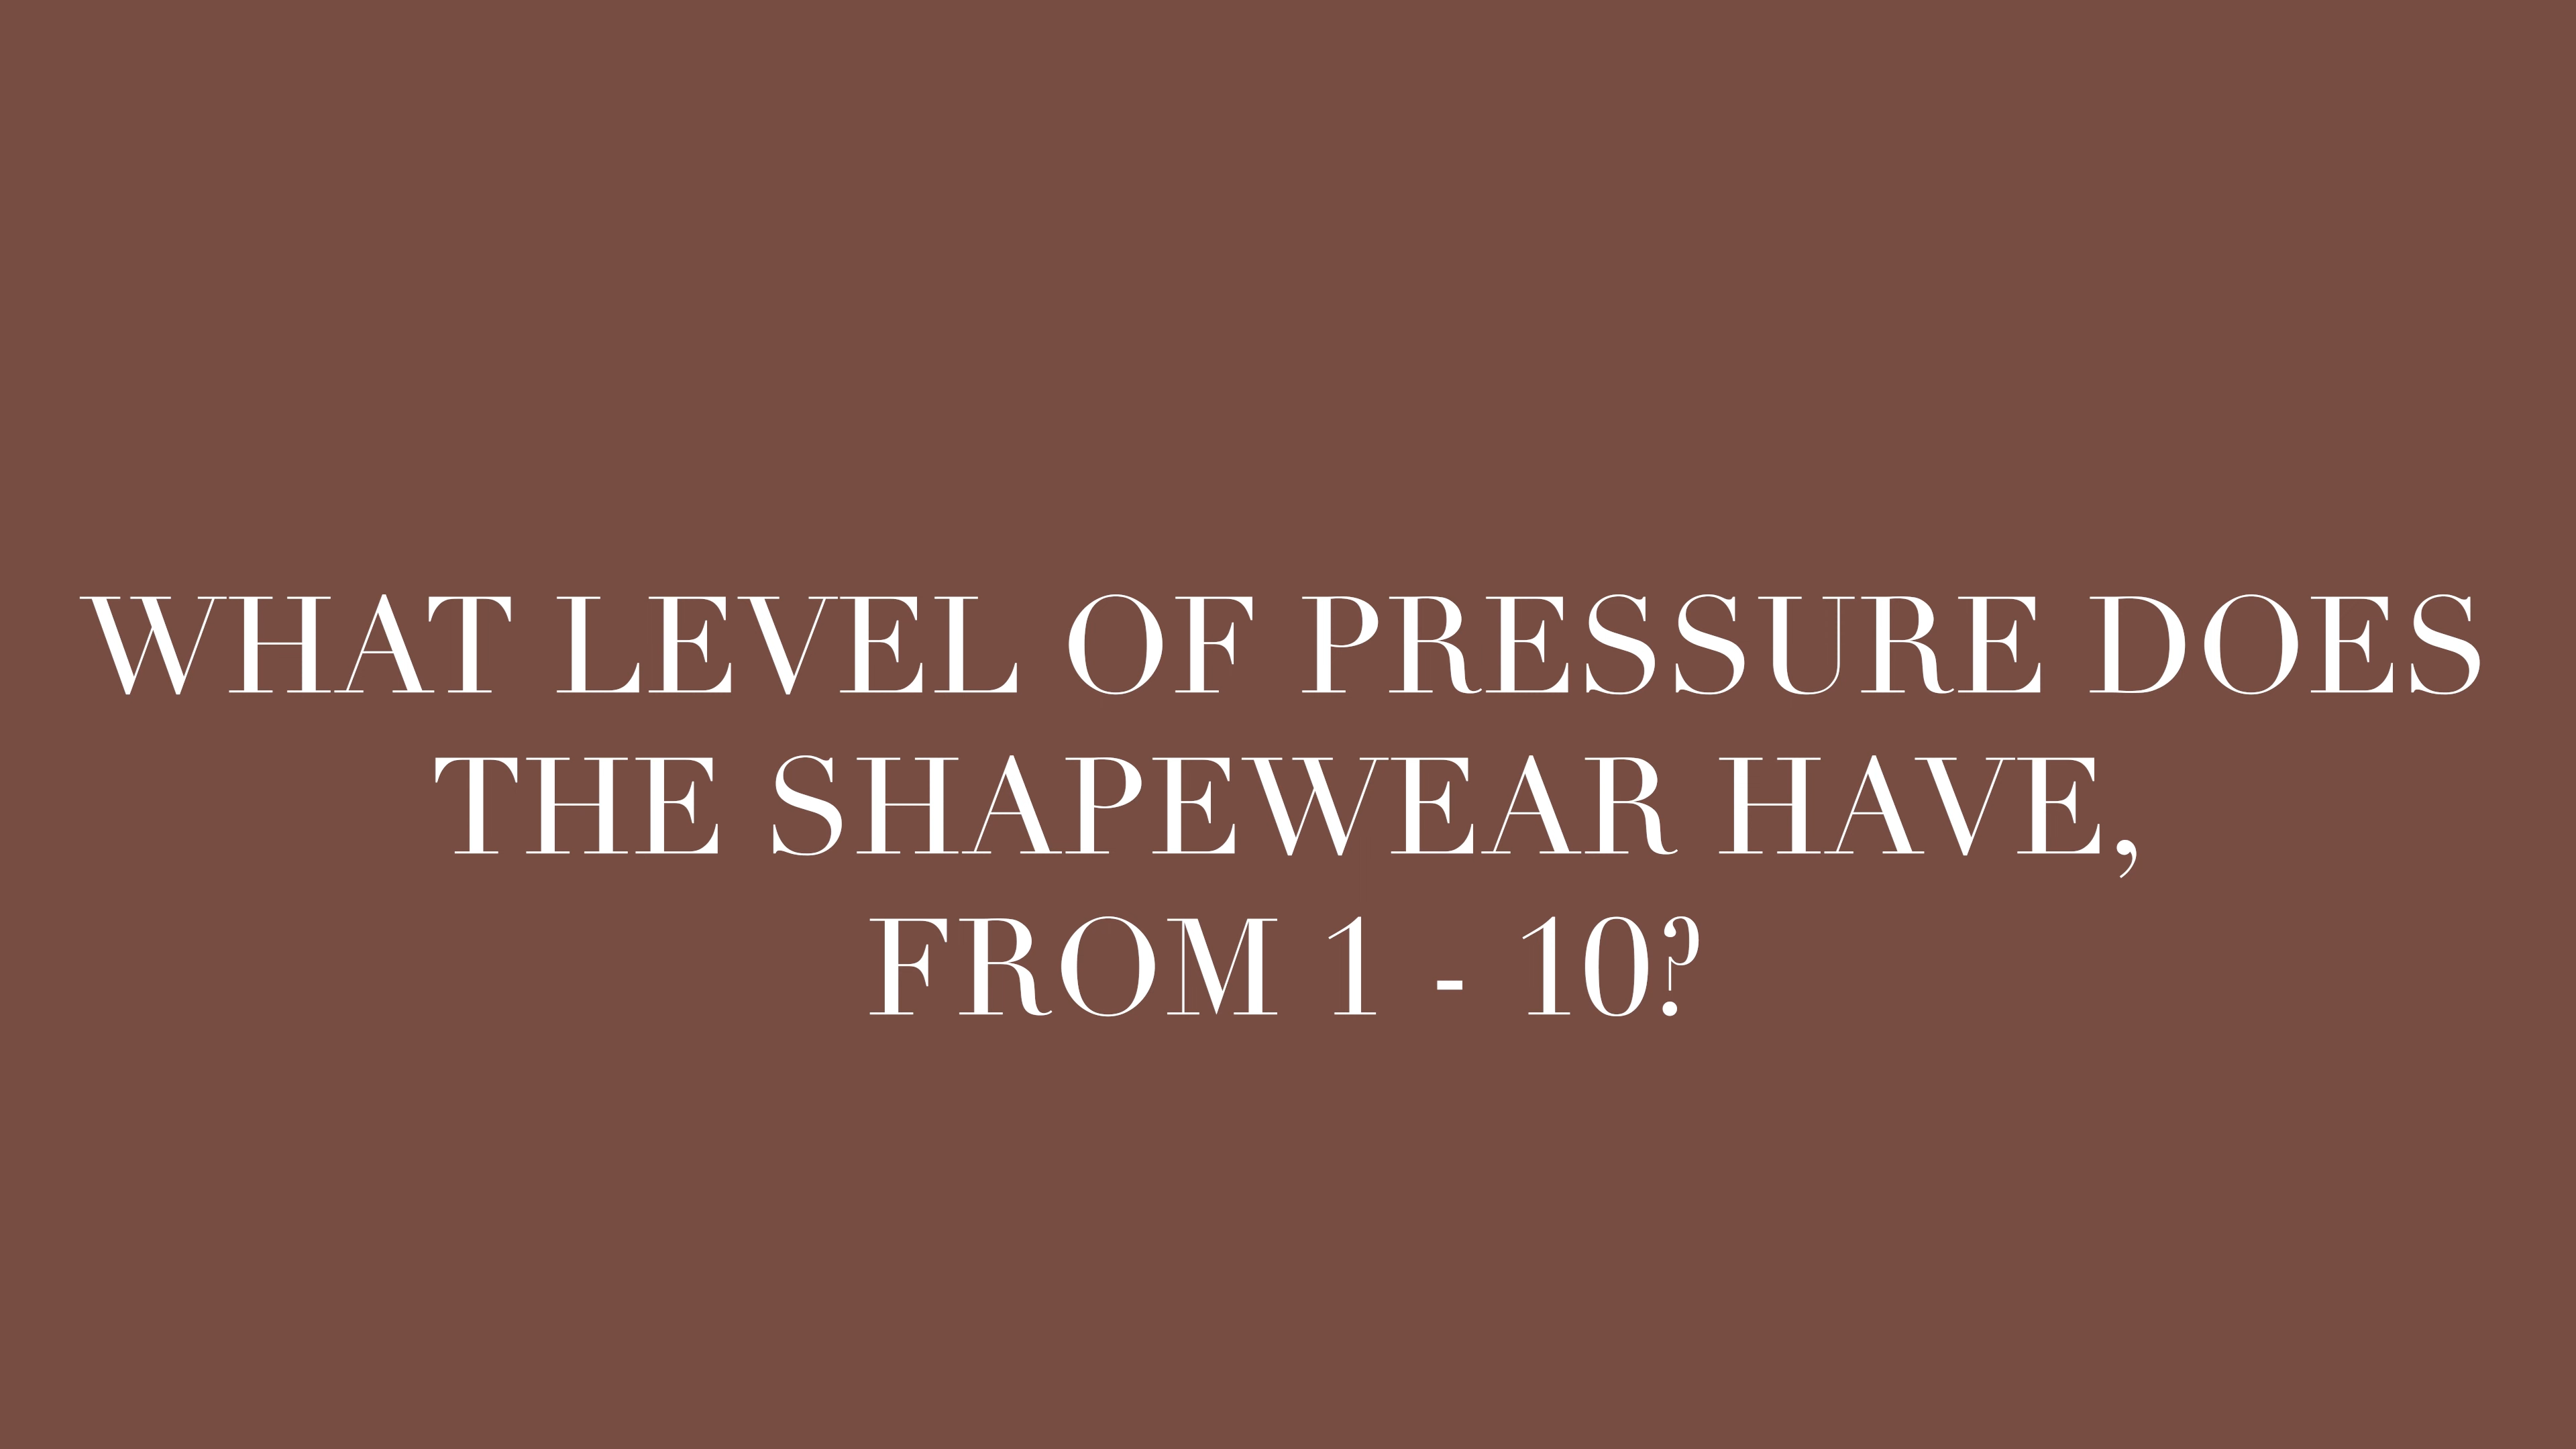 WHAT LEVEL OF PRESSURE DOES
THE SHAPEWEAR HAVE,
FROM 1 - 10?